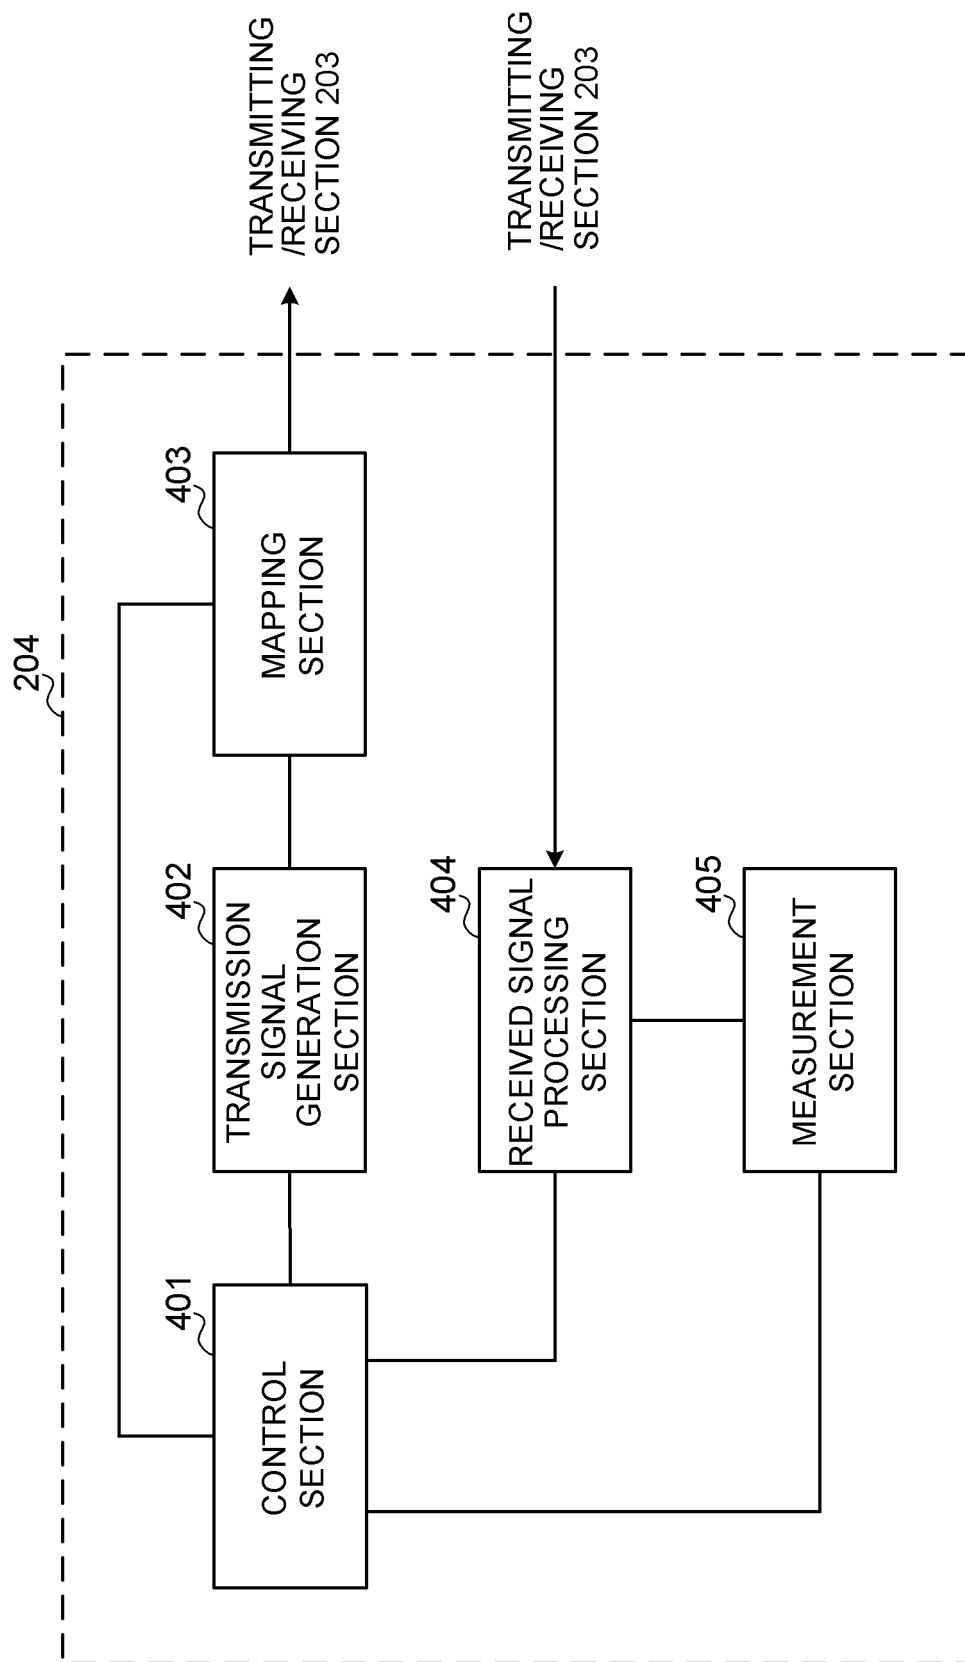 204
401
CONTROL
SECTION
402
TRANSMISSION
SIGNAL
GENERATION
SECTION
403
MAPPING
SECTION
TRANSMITTING
/RECEIVING
SECTION 203
404
RECEIVED SIGNAL
PROCESSING
SECTION
TRANSMITTING
/RECEIVING
SECTION 203
405
MEASUREMENT
SECTION